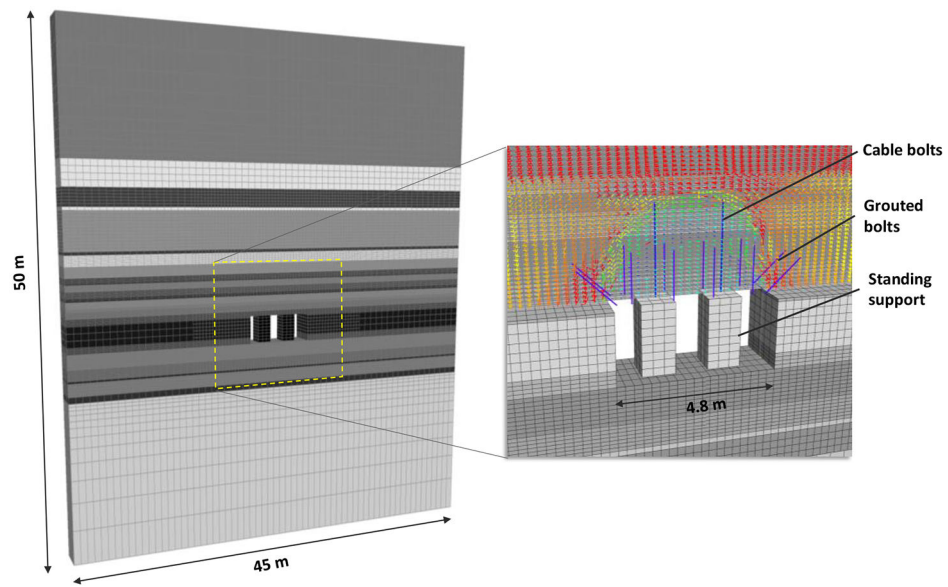 50 m
45 m
Cable bolts
Grouted
bolts
Standing
support
4.8 m